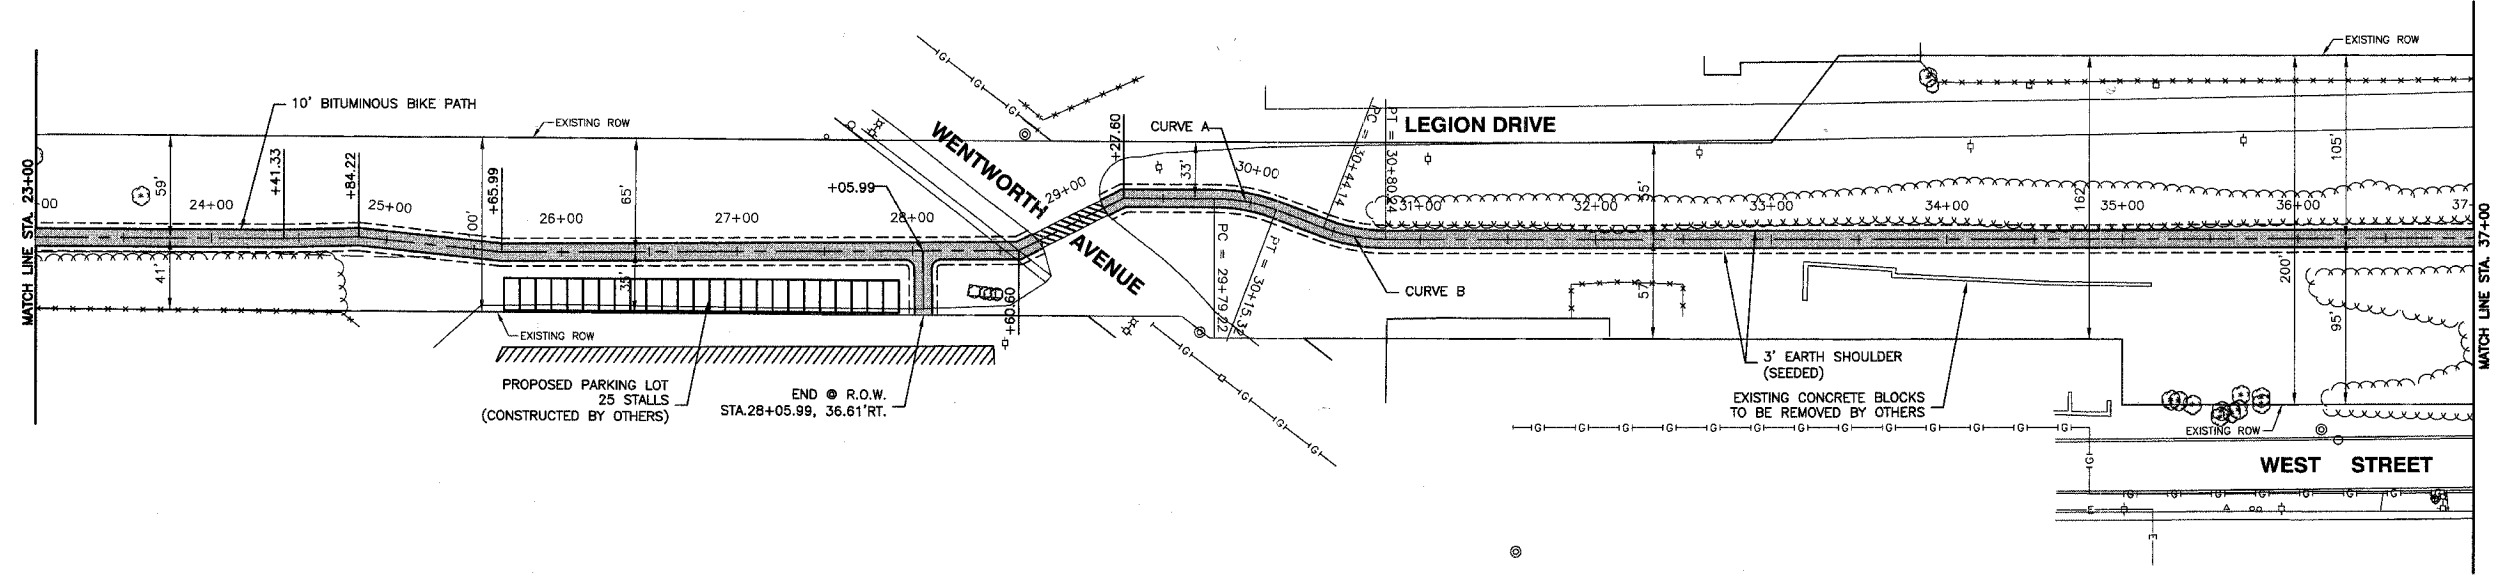 MATCH LINE STA. 23+00
10' BITUMINOUS BIKE PATH
EXISTING ROW
59'
41'
+41.33
+84.22
+65.99
65'
35'
00
24+00
25+00
26+00
27+00
28+00
29+00
30+00
31+00
32+00
33+00
34+00
35+00
36+00
37-
+05.99
WENTWORTH
AVENUE
+27.60
+60.60
33'
CURVE A
CURVE B
PC = 29+79.22
PT = 30+15.32
PC = 30+44.14
PT = 30+80.24
LEGION DRIVE
57'
162'
200'
105'
95'
EXISTING ROW
EXISTING ROW
PROPOSED PARKING LOT
25 STALLS
(CONSTRUCTED BY OTHERS)
END @ R.O.W.
STA.28+05.99, 36.61'RT.
3' EARTH SHOULDER
(SEEDED)
EXISTING CONCRETE BLOCKS
TO BE REMOVED BY OTHERS
EXISTING ROW
WEST STREET
MATCH LINE STA. 37+00